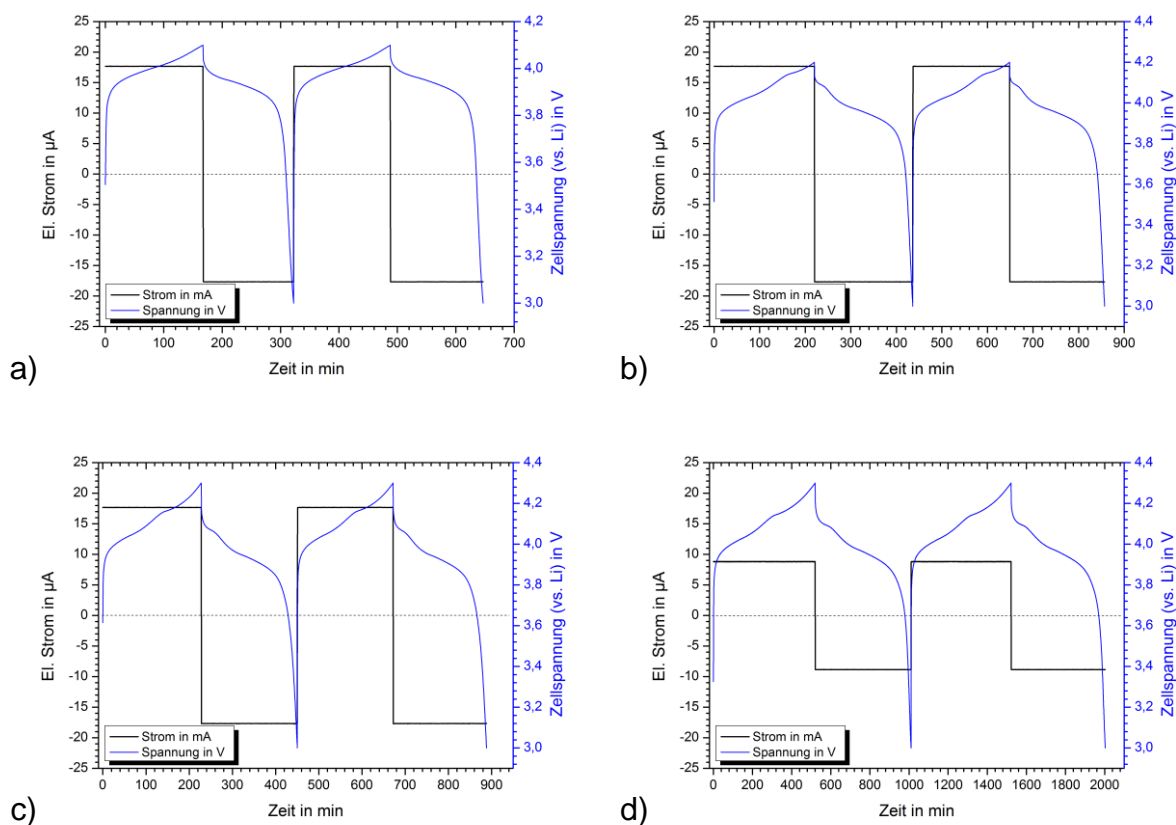 25
20
15
10
5
0
-5
-10
-15
-20
-25
El. Strom in µA
4,2
4,0
3,8
3,6
3,4
3,2
3,0
Zellspannung (vs. Li) in V
Strom in mA
Spannung in V
0 100 200 300 400 500 600 700
Zeit in min
a)
25
20
15
10
5
0
-5
-10
-15
-20
-25
El. Strom in µA
4,4
4,2
4,0
3,8
3,6
3,4
3,2
3,0
Zellspannung (vs. Li) in V
Strom in mA
Spannung in V
0 100 200 300 400 500 600 700 800 900
Zeit in min
b)
25
20
15
10
5
0
-5
-10
-15
-20
-25
El. Strom in µA
4,4
4,2
4,0
3,8
3,6
3,4
3,2
3,0
Zellspannung (vs. Li) in V
Strom in mA
Spannung in V
0 100 200 300 400 500 600 700 800 900
Zeit in min
c)
25
20
15
10
5
0
-5
-10
-15
-20
-25
El. Strom in µA
4,4
4,2
4,0
3,8
3,6
3,4
3,2
3,0
Zellspannung (vs. Li) in V
Strom in mA
Spannung in V
0 200 400 600 800 1000 1200 1400 1600 1800 2000
Zeit in min
d)